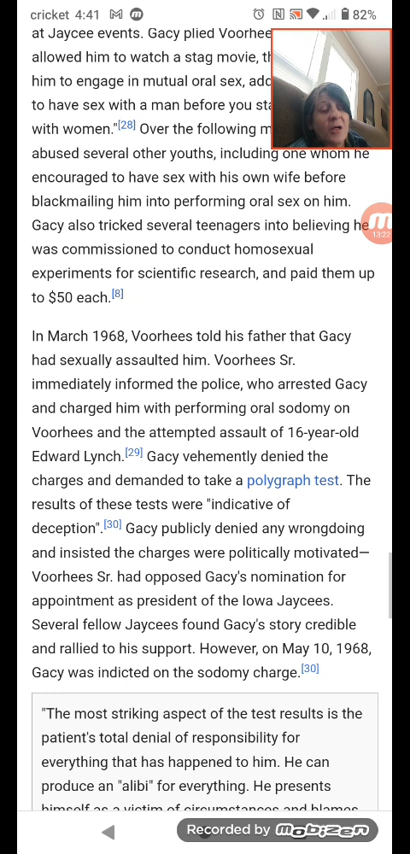 cricket 4:41 82%
at Jaycee events. Gacy plied Voorhee
allowed him to watch a stag movie, th
him to engage in mutual oral sex, add
to have sex with a man before you sta
with women."[28] Over the following m
abused several other youths, including one whom he
encouraged to have sex with his own wife before
blackmailing him into performing oral sex on him.
Gacy also tricked several teenagers into believing he
was commissioned to conduct homosexual
experiments for scientific research, and paid them up
to $50 each.[8]
13:22
In March 1968, Voorhees told his father that Gacy
had sexually assaulted him. Voorhees Sr.
immediately informed the police, who arrested Gacy
and charged him with performing oral sodomy on
Voorhees and the attempted assault of 16-year-old
Edward Lynch.[29] Gacy vehemently denied the
charges and demanded to take a polygraph test. The
results of these tests were "indicative of
deception".[30] Gacy publicly denied any wrongdoing
and insisted the charges were politically motivated—
Voorhees Sr. had opposed Gacy's nomination for
appointment as president of the Iowa Jaycees.
Several fellow Jaycees found Gacy's story credible
and rallied to his support. However, on May 10, 1968,
Gacy was indicted on the sodomy charge.[30]
"The most striking aspect of the test results is the
patient's total denial of responsibility for
everything that has happened to him. He can
produce an "alibi" for everything. He presents
himself as a victim of circumstances and blames
Recorded by mobizen